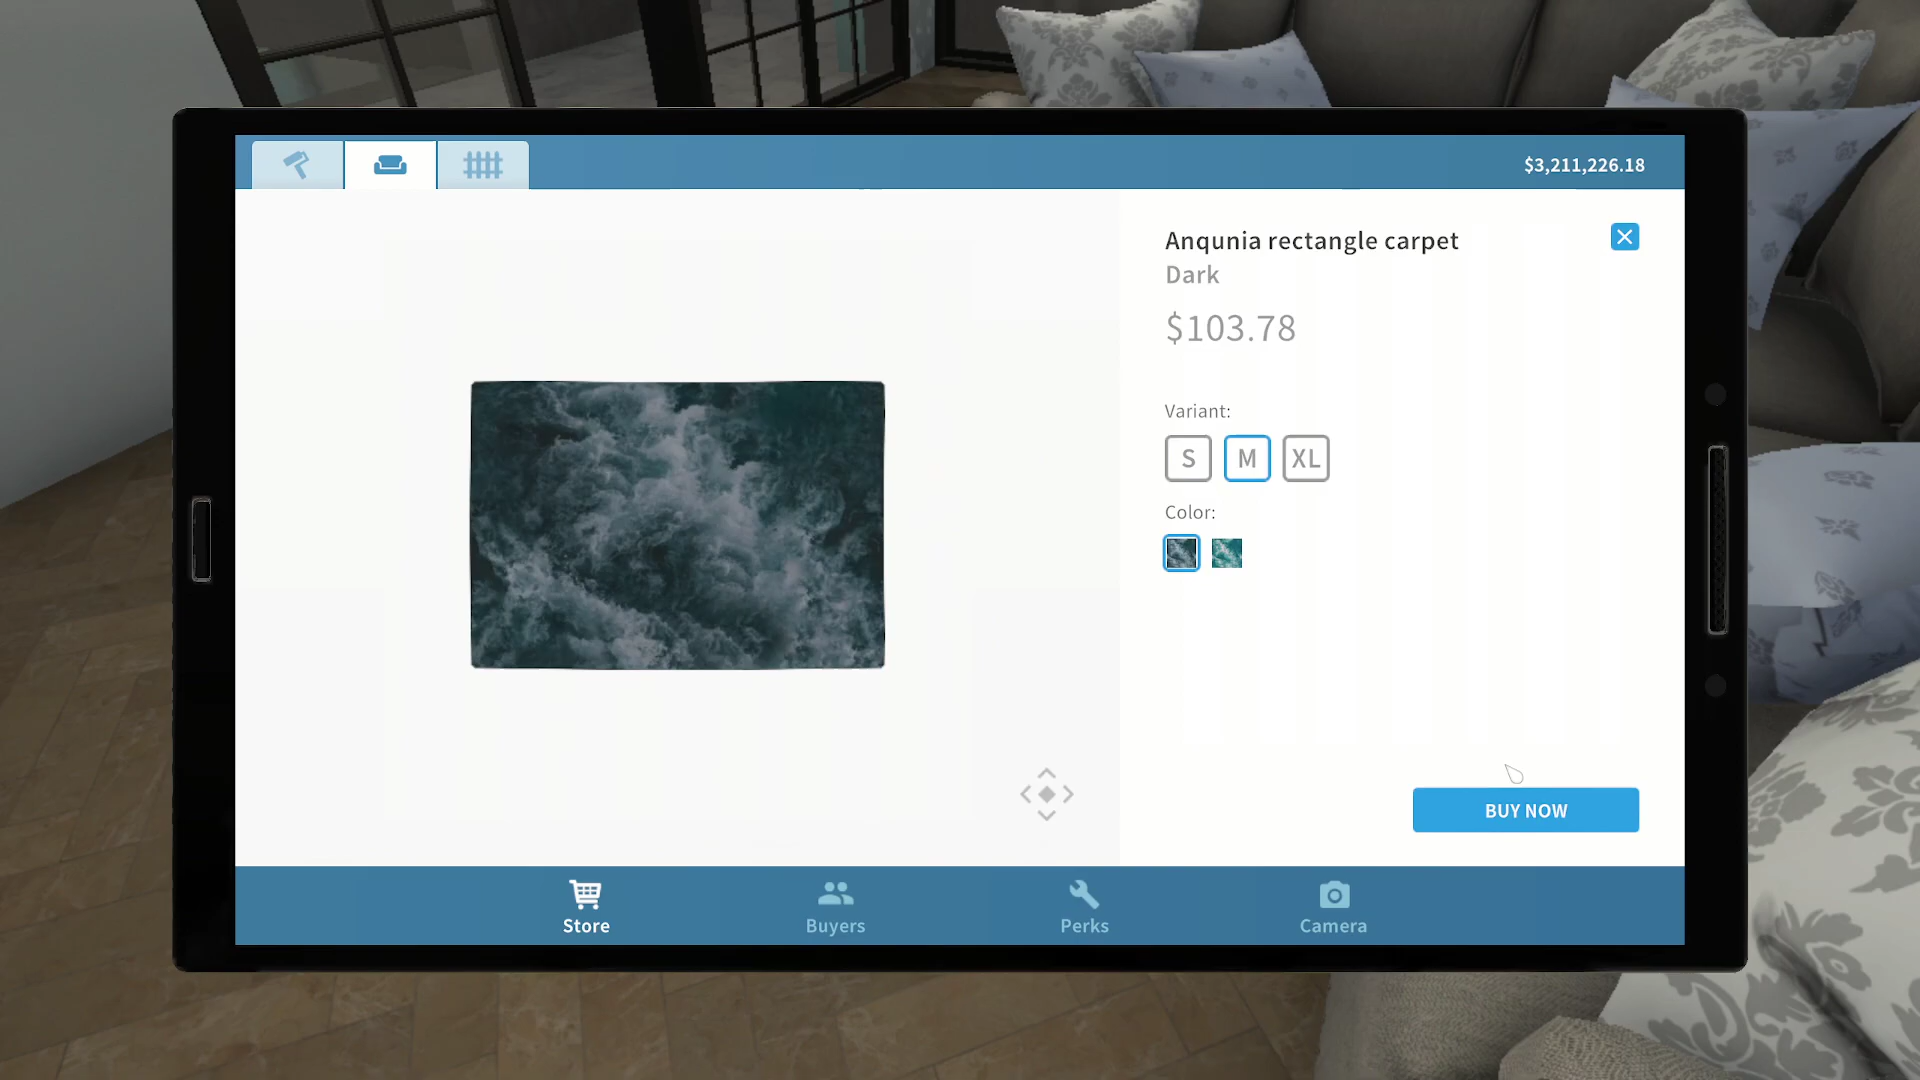 $3,211,226.18
Anqunia rectangle carpet
Dark
$103.78
Variant:
S M XL
Color:
BUY NOW
Store Buyers Perks Camera